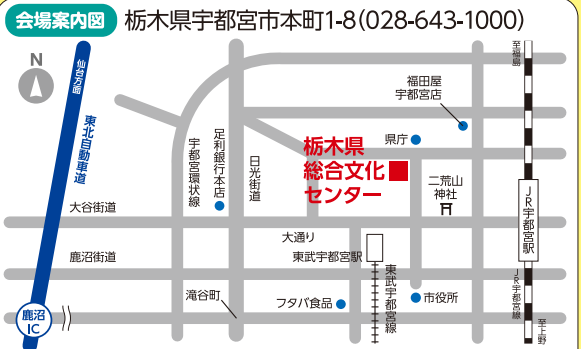 会場案内図 栃木県宇都宮市本町1-8(028-643-1000)
N
仙台方面
東北自動車道
宇都宮環状線
足利銀行本店
日光街道
栃木県
総合文化
センター
県庁
福田屋
宇都宮店
二荒山
神社
至福島
JR宇都宮駅
JR宇都宮線
至上野
大谷街道
大通り
鹿沼街道
東武宇都宮駅
東武宇都宮線
市役所
滝谷町
フタバ食品
鹿沼
IC